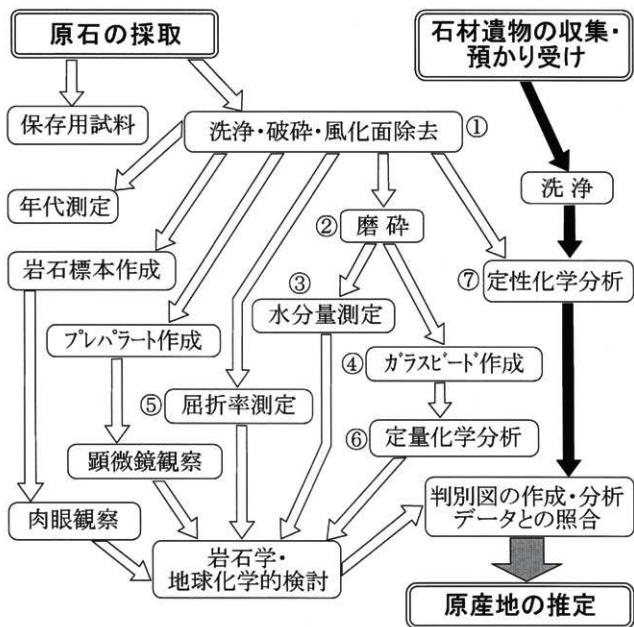 原石の採取
石材遺物の収集・
預かり受け
保存用試料
洗浄・破砕・風化面除去 ①
年代測定
洗 浄
② 磨 砕
岩石標本作成
③
水分量測定
⑦ 定性化学分析
プレパラート作成
④ ガラスビード作成
⑤ 屈折率測定
⑥ 定量化学分析
顕微鏡観察
肉眼観察
判別図の作成・分析
データとの照合
岩石学・
地球化学的検討
原産地の推定